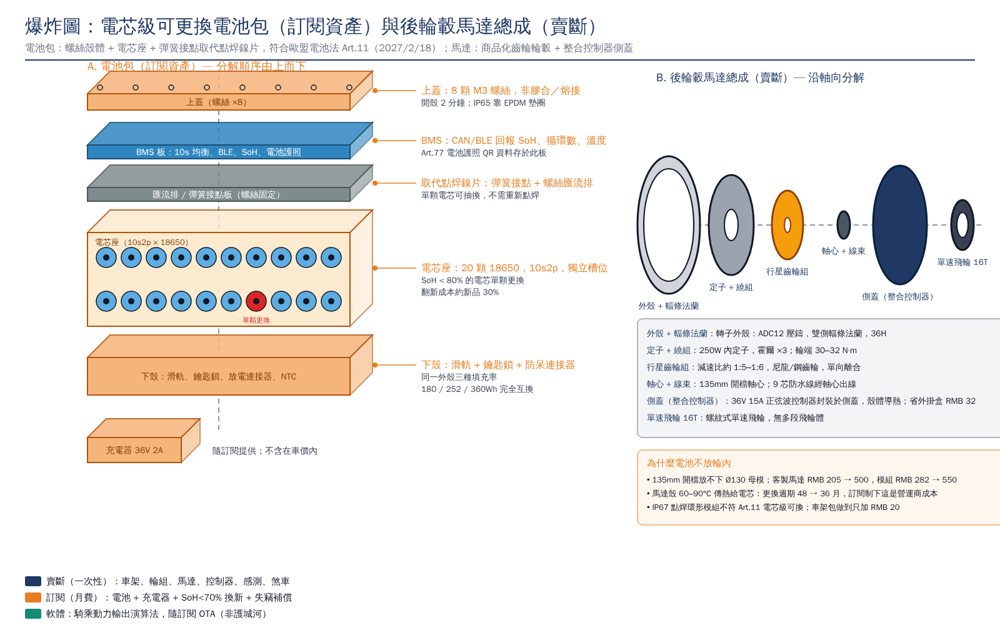 爆炸圖：電芯級可更換電池包（訂閱資產）與後輪轂馬達總成（賣斷）
電池包：螺絲殼體 + 電芯座 + 彈簧接點取代點焊鎳片，符合歐盟電池法 Art.11（2027/2/18）；馬達：商品化齒輪輪轂 + 整合控制器側蓋
A. 電池包（訂閱資產）— 分解順序由上而下
上蓋（螺絲 ×8）
上蓋：8 顆 M3 螺絲，非膠合／熔接
開殼 2 分鐘；IP65 靠 EPDM 墊圈
BMS 板：10s 均衡、BLE、SoH、電池護照
BMS：CAN/BLE 回報 SoH、循環數、溫度
Art.77 電池護照 QR 資料存於此板
匯流排 / 彈簧接點板（螺絲固定）
取代點焊鎳片：彈簧接點 + 螺絲匯流排
單顆電芯可抽換，不需重新點焊
電芯座（10s2p × 18650）
單顆更換
電芯座：20 顆 18650，10s2p，獨立槽位
SoH < 80% 的電芯單顆更換
翻新成本約新品 30%
下殼：滑軌、鑰匙鎖、放電連接器、NTC
下殼：滑軌 + 鑰匙鎖 + 防呆連接器
同一外殼三種填充率
180 / 252 / 360Wh 完全互換
充電器 36V 2A
隨訂閱提供；不含在車價內
B. 後輪轂馬達總成（賣斷）— 沿軸向分解
外殼 + 輻條法蘭
定子 + 繞組
行星齒輪組
軸心 + 線束
側蓋（整合控制器）
單速飛輪 16T
外殼 + 輻條法蘭：轉子外殼：ADC12 壓鑄，雙側輻條法蘭，36H
定子 + 繞組：250W 內定子，霍爾 ×3；輪端 30–32 N·m
行星齒輪組：減速比約 1:5–1:6，尼龍/鋼齒輪，單向離合
軸心 + 線束：135mm 開檔軸心；9 芯防水線經軸心出線
側蓋（整合控制器）：36V 15A 正弦波控制器封裝於側蓋，殼體導熱；省外掛盒 RMB 32
單速飛輪 16T：螺紋式單速飛輪，無多段飛輪體
為什麼電池不放輪內
• 135mm 開檔放不下 Ø130 母模；客製馬達 RMB 205 → 500，模組 RMB 282 → 550
• 馬達殼 60–90°C 傳熱給電芯：更換週期 48 → 36 月，訂閱制下這是營運商成本
• IP67 點焊環形模組不符 Art.11 電芯級可換；車架包做到只加 RMB 20
賣斷（一次性）：車架、輪組、馬達、控制器、感測、煞車
訂閱（月費）：電池 + 充電器 + SoH<70% 換新 + 失竊補償
軟體：騎乘動力輸出演算法，隨訂閱 OTA（非護城河）